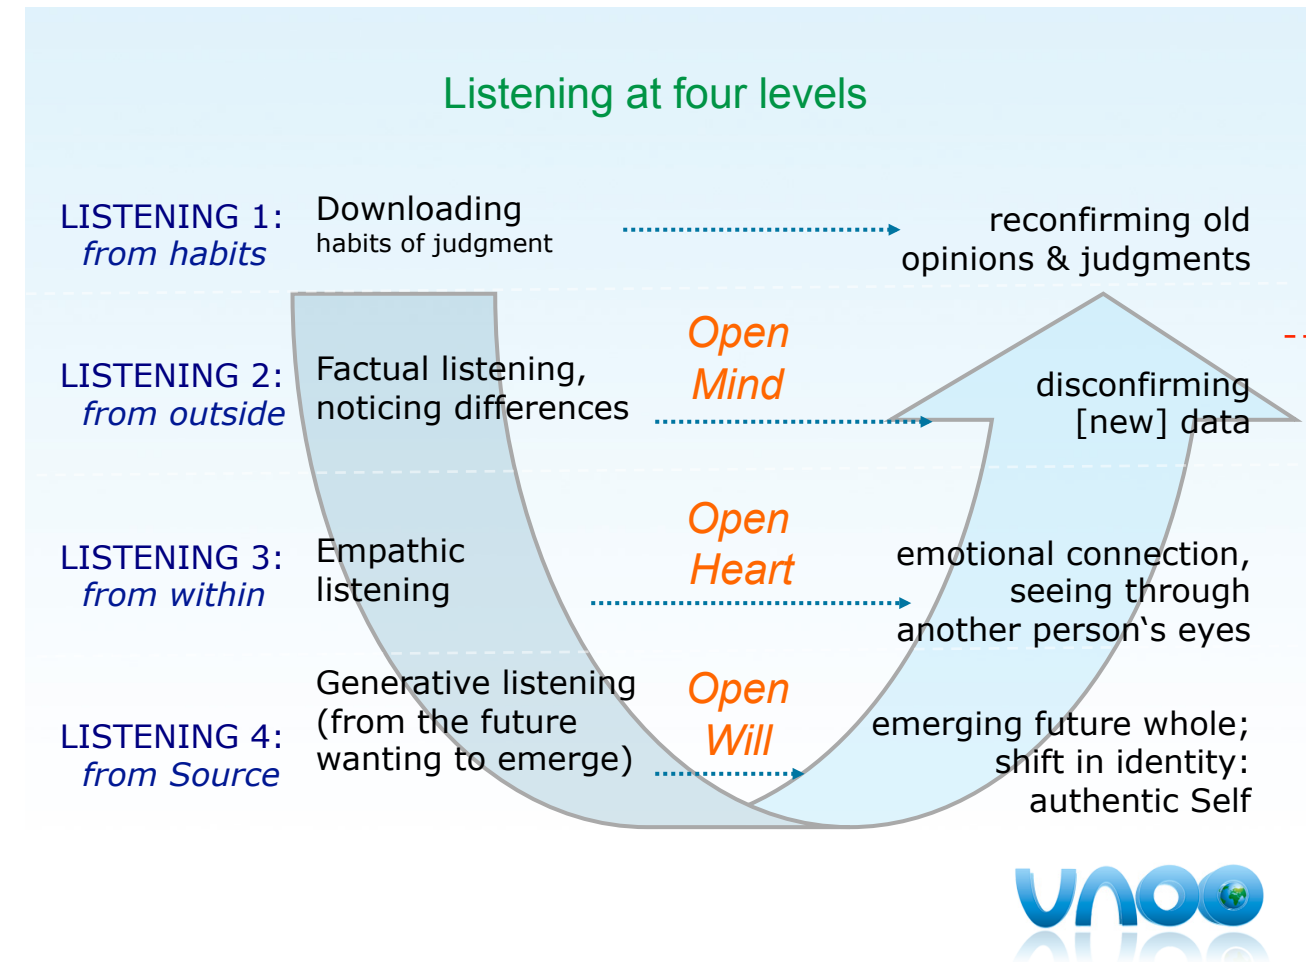 Listening at four levels
LISTENING 1:
from habits
Downloading
habits of judgment
reconfirming old
opinions & judgments
LISTENING 2:
from outside
Factual listening,
noticing differences
Open
Mind
disconfirming
[new] data
LISTENING 3:
from within
Empathic
listening
Open
Heart
emotional connection,
seeing through
another person‘s eyes
LISTENING 4:
from Source
Generative listening
(from the future
wanting to emerge)
Open
Will
emerging future whole;
shift in identity:
authentic Self